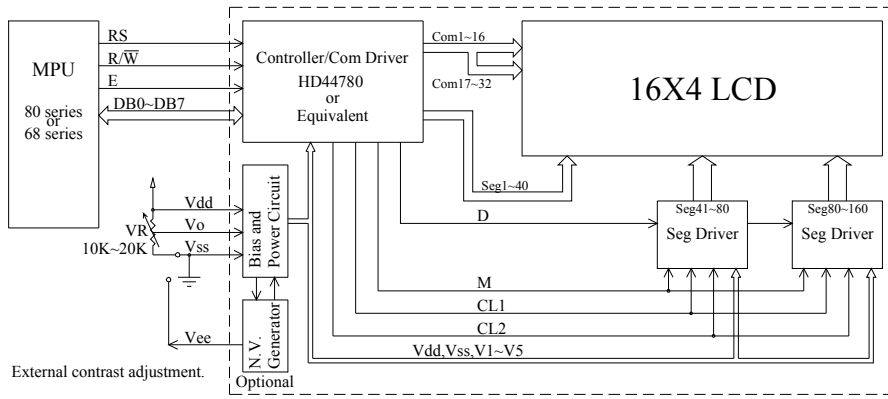 MPU
80 series
or
68 series
RS
R/W̅
E
DB0~DB7
Controller/Com Driver
HD44780
or
Equivalent
Com1~16
Com17~32
16X4 LCD
Seg1~40
D
Seg41~80
Seg Driver
Seg80~160
Seg Driver
Vdd
Vo
Vss
VR
10K~20K
Bias and
Power Circuit
M
CL1
CL2
Vdd,Vss,V1~V5
Vee
N.V.
Generator
Optional
External contrast adjustment.